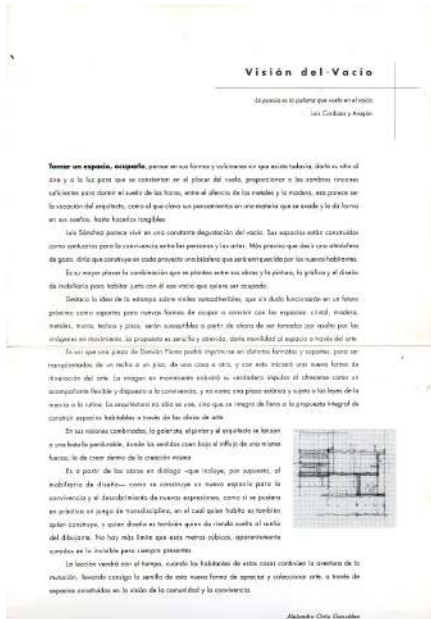 Visión del Vacío
La poesía es la paloma que vuela en el vacío
Luis Cardoza y Aragón
Tomar un espacio, ocuparlo, pensar en sus formas y volúmenes sin que exista todavía, darle su sitio al
aire y a la luz para que se conviertan en el placer del vuelo, proporcionar a las sombras rincones
suficientes para dormir el sueño de las horas, entre el silencio de los metales y la madera, esa parece ser
la vocación del arquitecto, como el que clava sus pensamientos en una materia que se evade y le da forma
en sus sueños, hasta hacerlos tangibles.
Luis Sánchez parece vivir en una constante degustación del vacío. Sus espacios están construidos
como santuarios para la convivencia entre las personas y las artes. Más preciso que decir una atmósfera
de gozo, diría que construye en cada proyecto una biósfera que será enriquecida por los nuevos habitantes.
Es su mayor placer la combinación que se plantea entre sus obras y la pintura, la gráfica y el diseño
de mobiliario para habitar junto con él ese vacío que quiere ser ocupado.
Destaca la idea de la estampa sobre viniles autoadheribles, que sin duda funcionarán en un futuro
próximo como soportes para nuevas formas de ocupar o convivir con los espacios: cristal, madera,
metales, muros, techos y pisos, serán susceptibles a partir de ahora de ser tomados por asalto por las
imágenes en movimiento. La propuesta es sencilla y atrevida: darle movilidad al espacio a través del arte.
Es así que una pieza de Demián Flores podrá imprimirse en distintos formatos y soportes, para ser
transplantados de un techo a un piso, de una casa a otra, y con esto iniciará una nueva forma de
itineración del arte. La imagen en movimiento cobrará su verdadero impulso al ofrecerse como un
acompañante flexible y dispuesto a la convivencia, y no como una pieza estática y sujeta a las leyes de la
inercia o la rutina. La arquitectura no sólo se usa, sino que se integra de lleno a la propuesta integral de
construir espacios habitables a través de las obras de arte.
En sus visiones combinadas, la galerista, el pintor y el arquitecto se lanzan
a una batalla perdurable, donde los sentidos caen bajo el influjo de una misma
fuerza, la de crear dentro de la creación misma.
Es a partir de las obras en diálogo —que incluye, por supuesto, al
mobiliario de diseño— como se construye un nuevo espacio para la
convivencia y el descubrimiento de nuevas expresiones, como si se pusiera
en práctica un juego de transdisciplina, en el cual quien habita es también
quien construye, y quien diseña es también quien da rienda suelta al sueño
del dibujante. No hay más límite que esos metros cúbicos, aparentemente
sumados en lo invisible pero siempre presentes.
La lección vendrá con el tiempo, cuando los habitantes de estas casas continúen la aventura de la
mutación, llevando consigo la semilla de esta nueva forma de apreciar y coleccionar arte, a través de
espacios construidos en la visión de la comunidad y la convivencia.
Alejandro Ortiz González